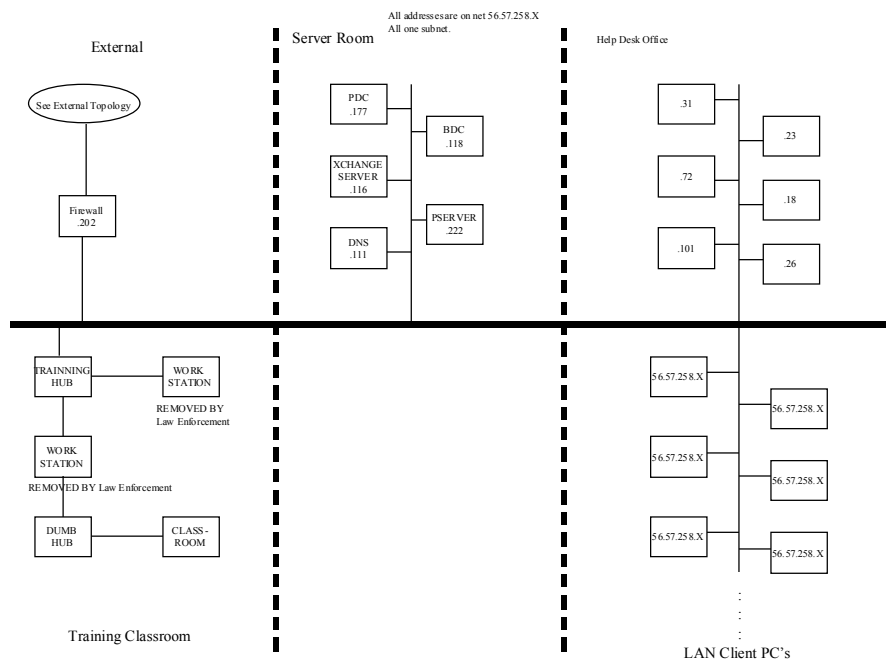 All addresses are on net 56.57.258.X
All one subnet.
External
Server Room
Help Desk Office
See External Topology
Firewall
.202
PDC
.177
BDC
.118
XCHANGE
SERVER
.116
PSERVER
.222
DNS
.111
.31
.23
.72
.18
.101
.26
TRAINNING
HUB
WORK
STATION
REMOVED BY
Law Enforcement
WORK
STATION
REMOVED BY Law Enforcement
DUMB
HUB
CLASS-
ROOM
Training Classroom
56.57.258.X
56.57.258.X
56.57.258.X
56.57.258.X
56.57.258.X
56.57.258.X
LAN Client PC's